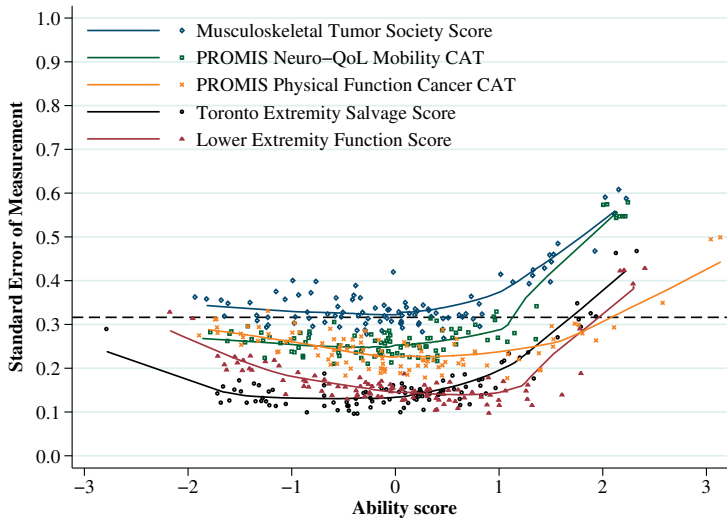 1.0
0.9
0.8
0.7
0.6
0.5
0.4
0.3
0.2
0.1
0.0
Standard Error of Measurement
Musculoskeletal Tumor Society Score
PROMIS Neuro−QoL Mobility CAT
PROMIS Physical Function Cancer CAT
Toronto Extremity Salvage Score
Lower Extremity Function Score
−3 −2 −1 0 1 2 3
Ability score